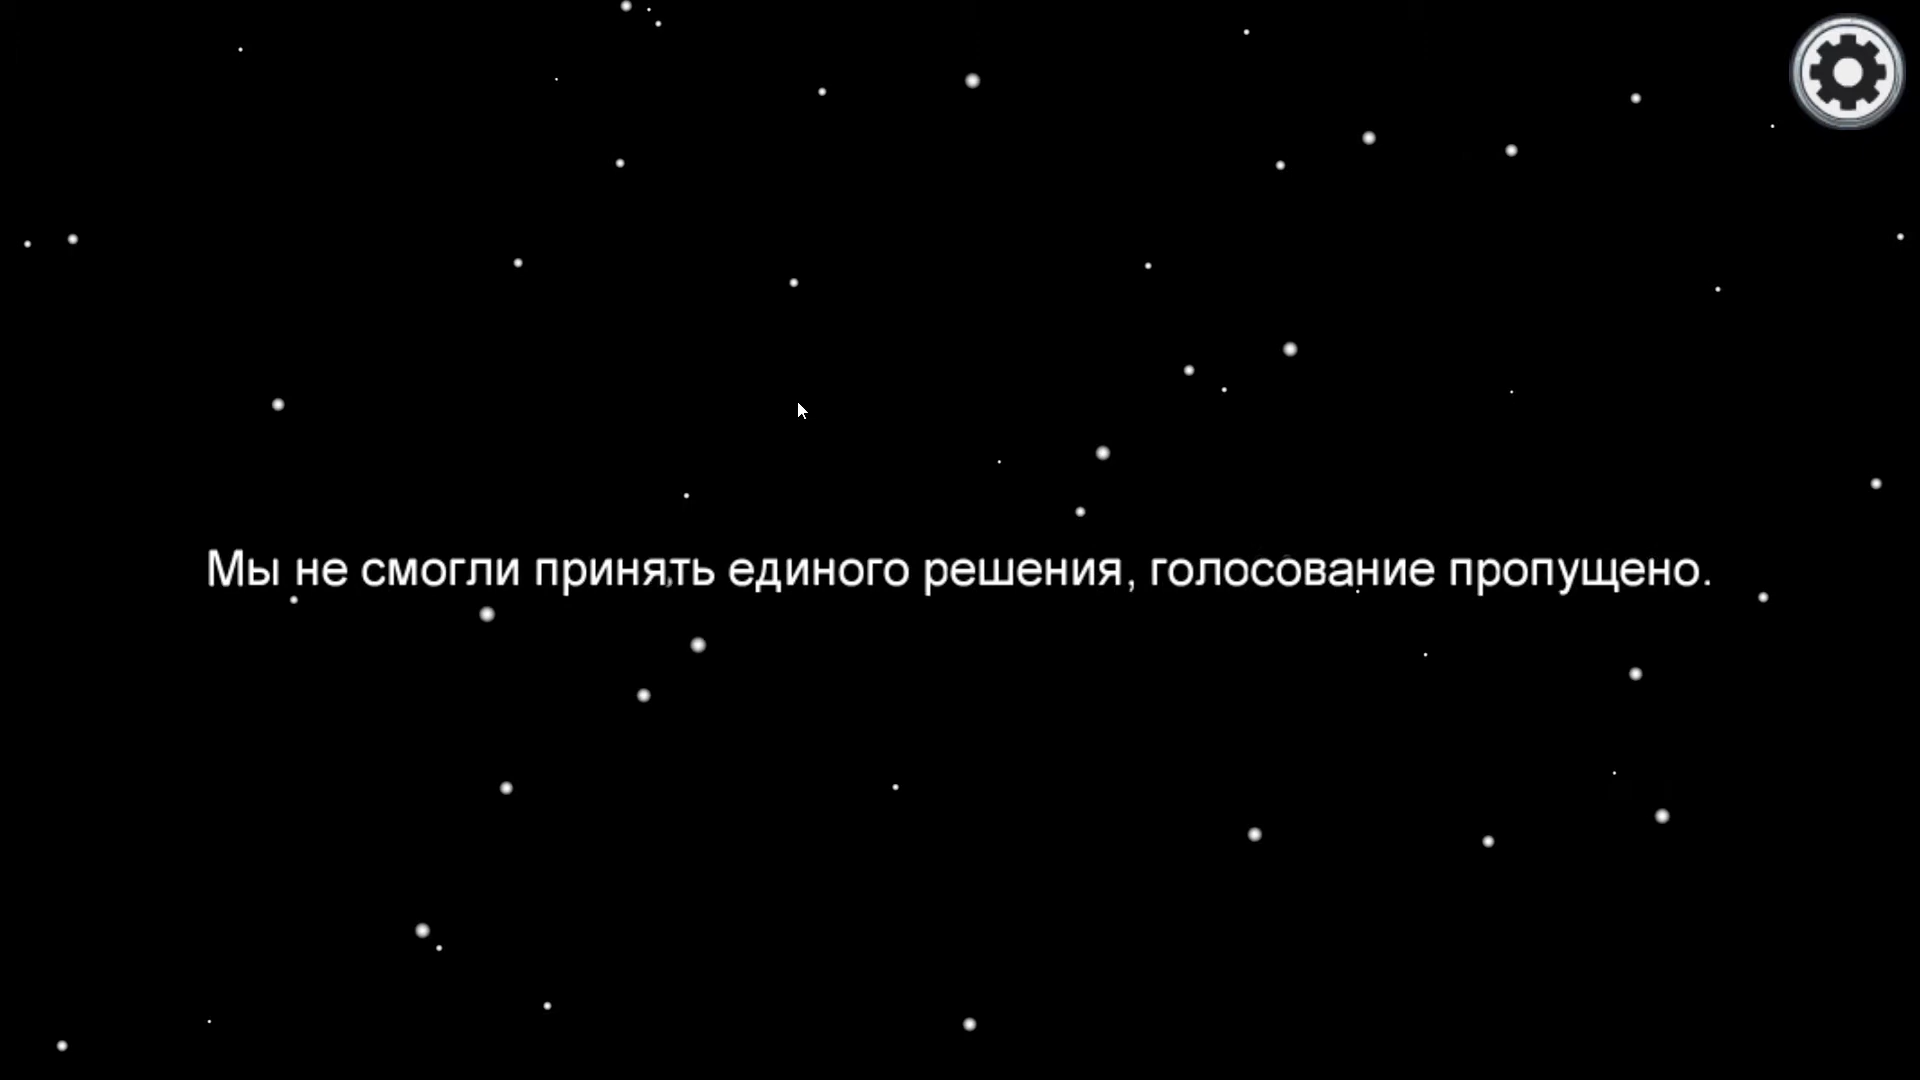 Мы не смогли принять единого решения, голосование пропущено.